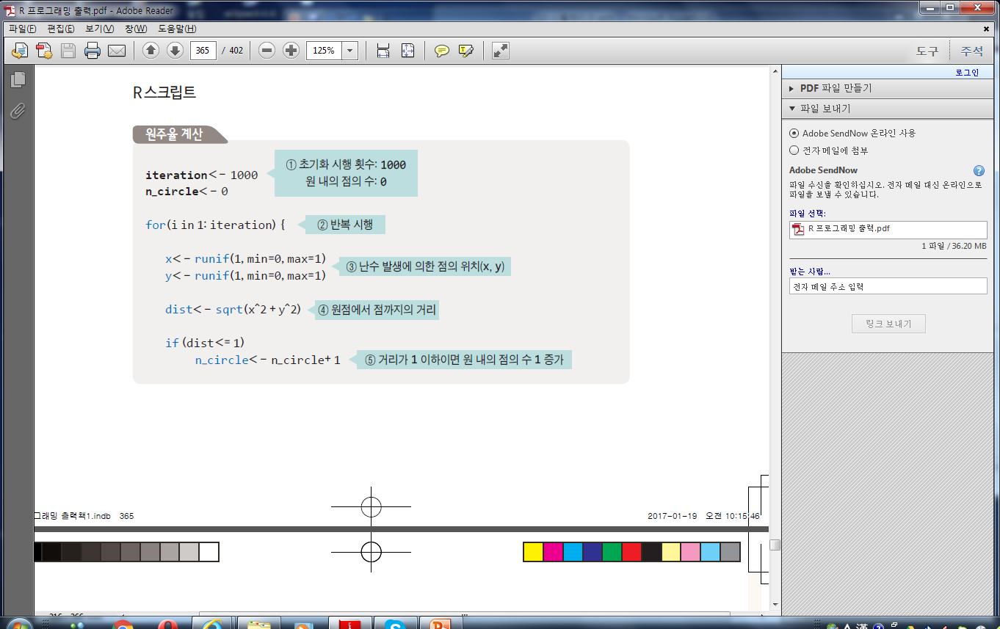 R 프로그래밍 출력.pdf - Adobe Reader
파일(F) 편집(E) 보기(V) 창(W) 도움말(H)
365 / 402 125% 도구 주석
R 스크립트
원주율 계산
iteration<- 1000
n_circle<- 0
① 초기화 시행 횟수: 1000
원 내의 점의 수: 0
for(i in 1: iteration) {
② 반복 시행
x<- runif(1, min=0, max=1)
y<- runif(1, min=0, max=1)
③ 난수 발생에 의한 점의 위치(x, y)
dist<- sqrt(x^2 + y^2)
④ 원점에서 점까지의 거리
if (dist<= 1)
n_circle<- n_circle+ 1
⑤ 거리가 1 이하이면 원 내의 점의 수 1 증가
그래밍 출력책1.indb 365
2017-01-19 오전 10:15:46
로그인
PDF 파일 만들기
파일 보내기
Adobe SendNow 온라인 사용
전자 메일에 첨부
Adobe SendNow
파일 수신을 확인하십시오. 전자 메일 대신 온라인으로
파일을 보낼 수 있습니다.
파일 선택:
R 프로그래밍 출력.pdf
1 파일 / 36.20 MB
받는 사람...
전자 메일 주소 입력
링크 보내기
A 漢